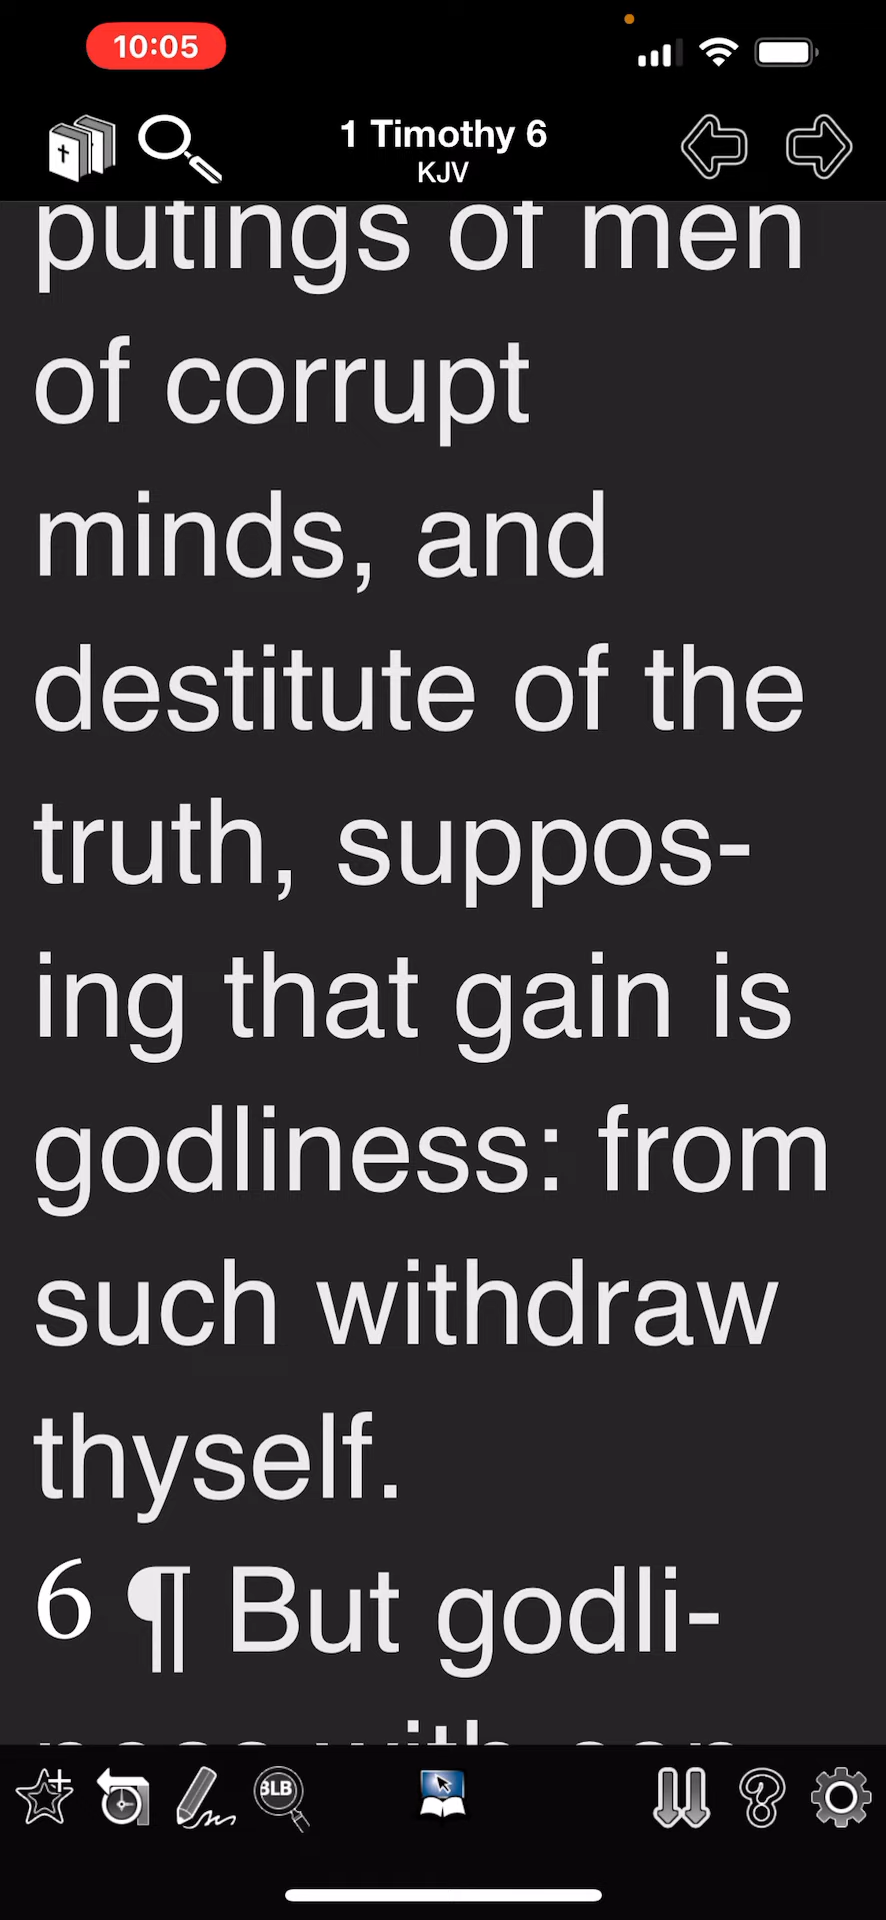 10:05
1 Timothy 6
KJV
putings of men
of corrupt
minds, and
destitute of the
truth, suppos-
ing that gain is
godliness: from
such withdraw
thyself.
6 ¶ But godli-
BLB